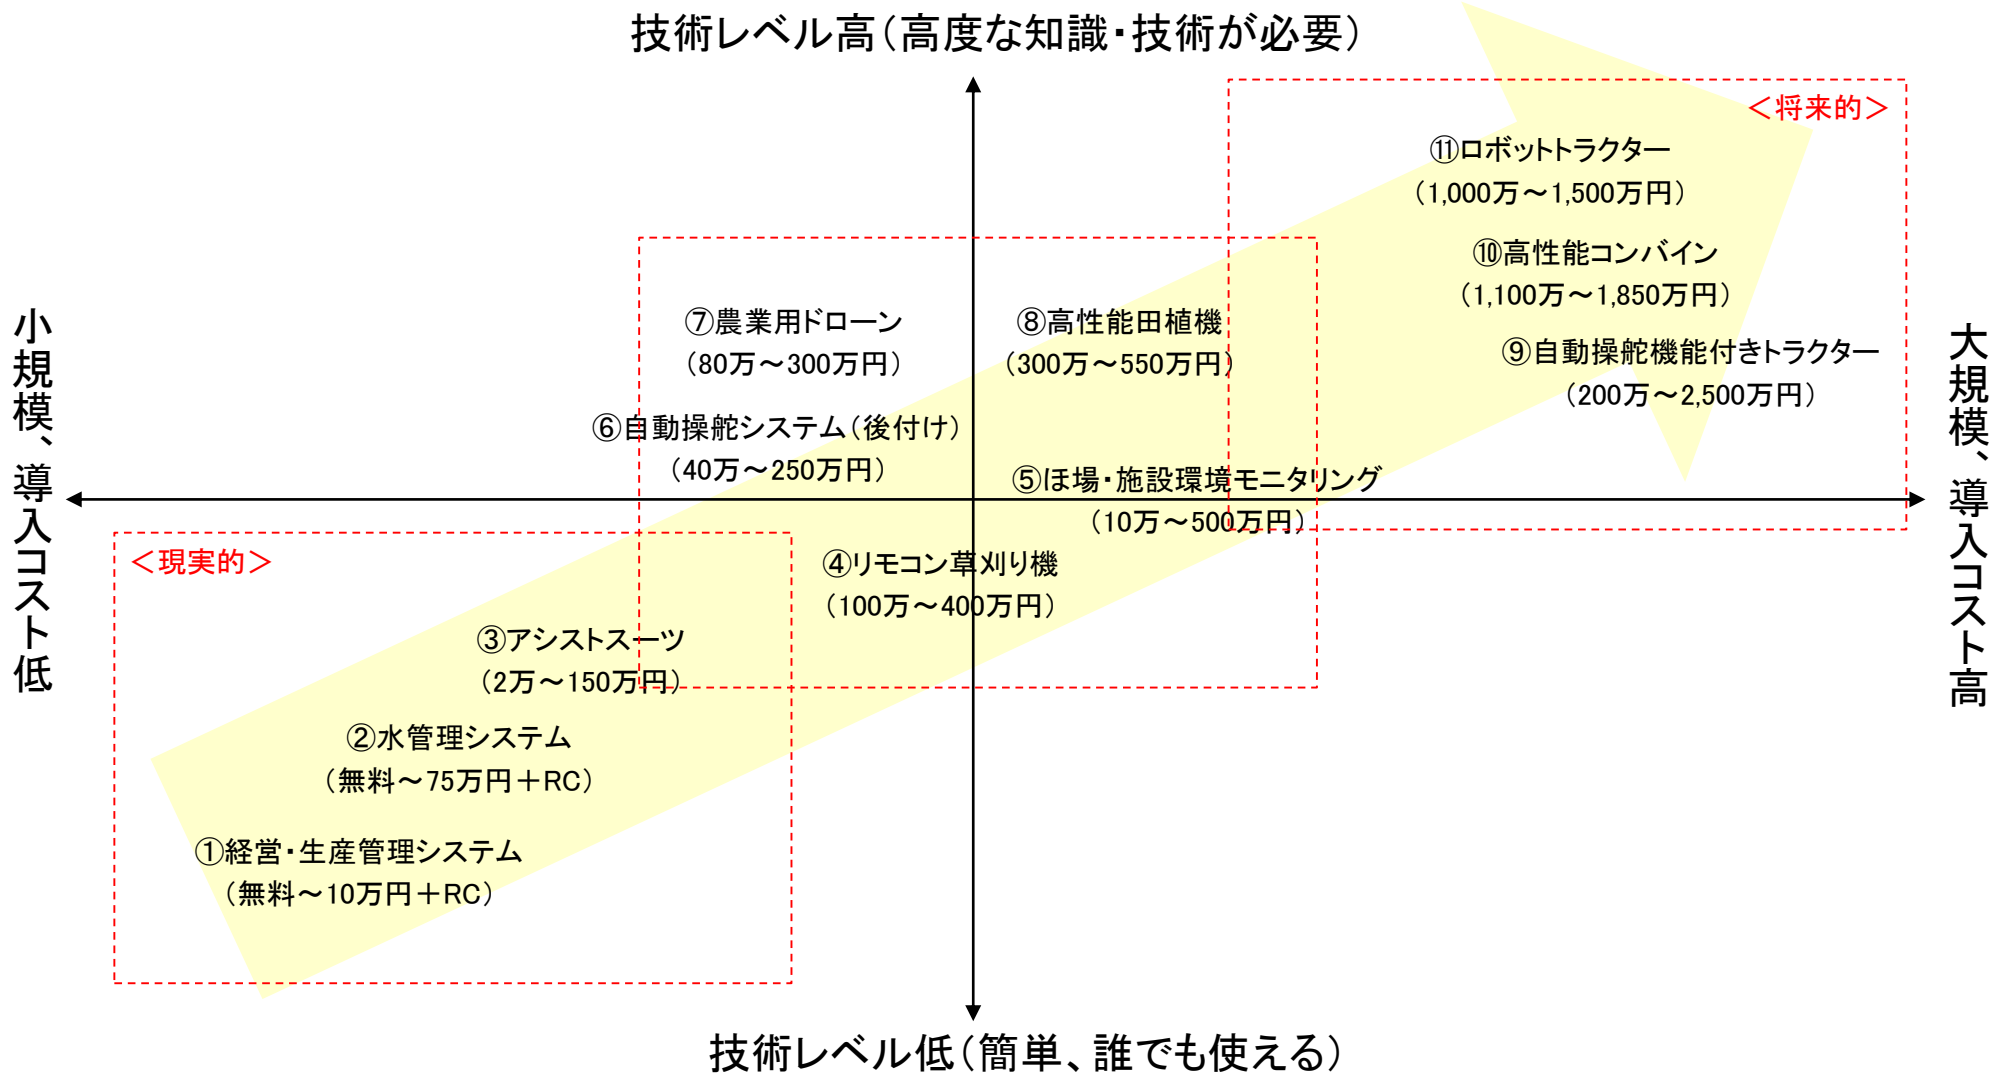 技術レベル高(高度な知識・技術が必要)
＜将来的＞
⑪ロボットトラクター
(1,000万～1,500万円)
⑩高性能コンバイン
(1,100万～1,850万円)
⑨自動操舵機能付きトラクター
(200万～2,500万円)
⑦農業用ドローン
(80万～300万円)
⑧高性能田植機
(300万～550万円)
⑥自動操舵システム(後付け)
(40万～250万円)
⑤ほ場・施設環境モニタリング
(10万～500万円)
小規模、導入コスト低
大規模、導入コスト高
＜現実的＞
④リモコン草刈り機
(100万～400万円)
③アシストスーツ
(2万～150万円)
②水管理システム
(無料～75万円＋RC)
①経営・生産管理システム
(無料～10万円＋RC)
技術レベル低(簡単、誰でも使える)